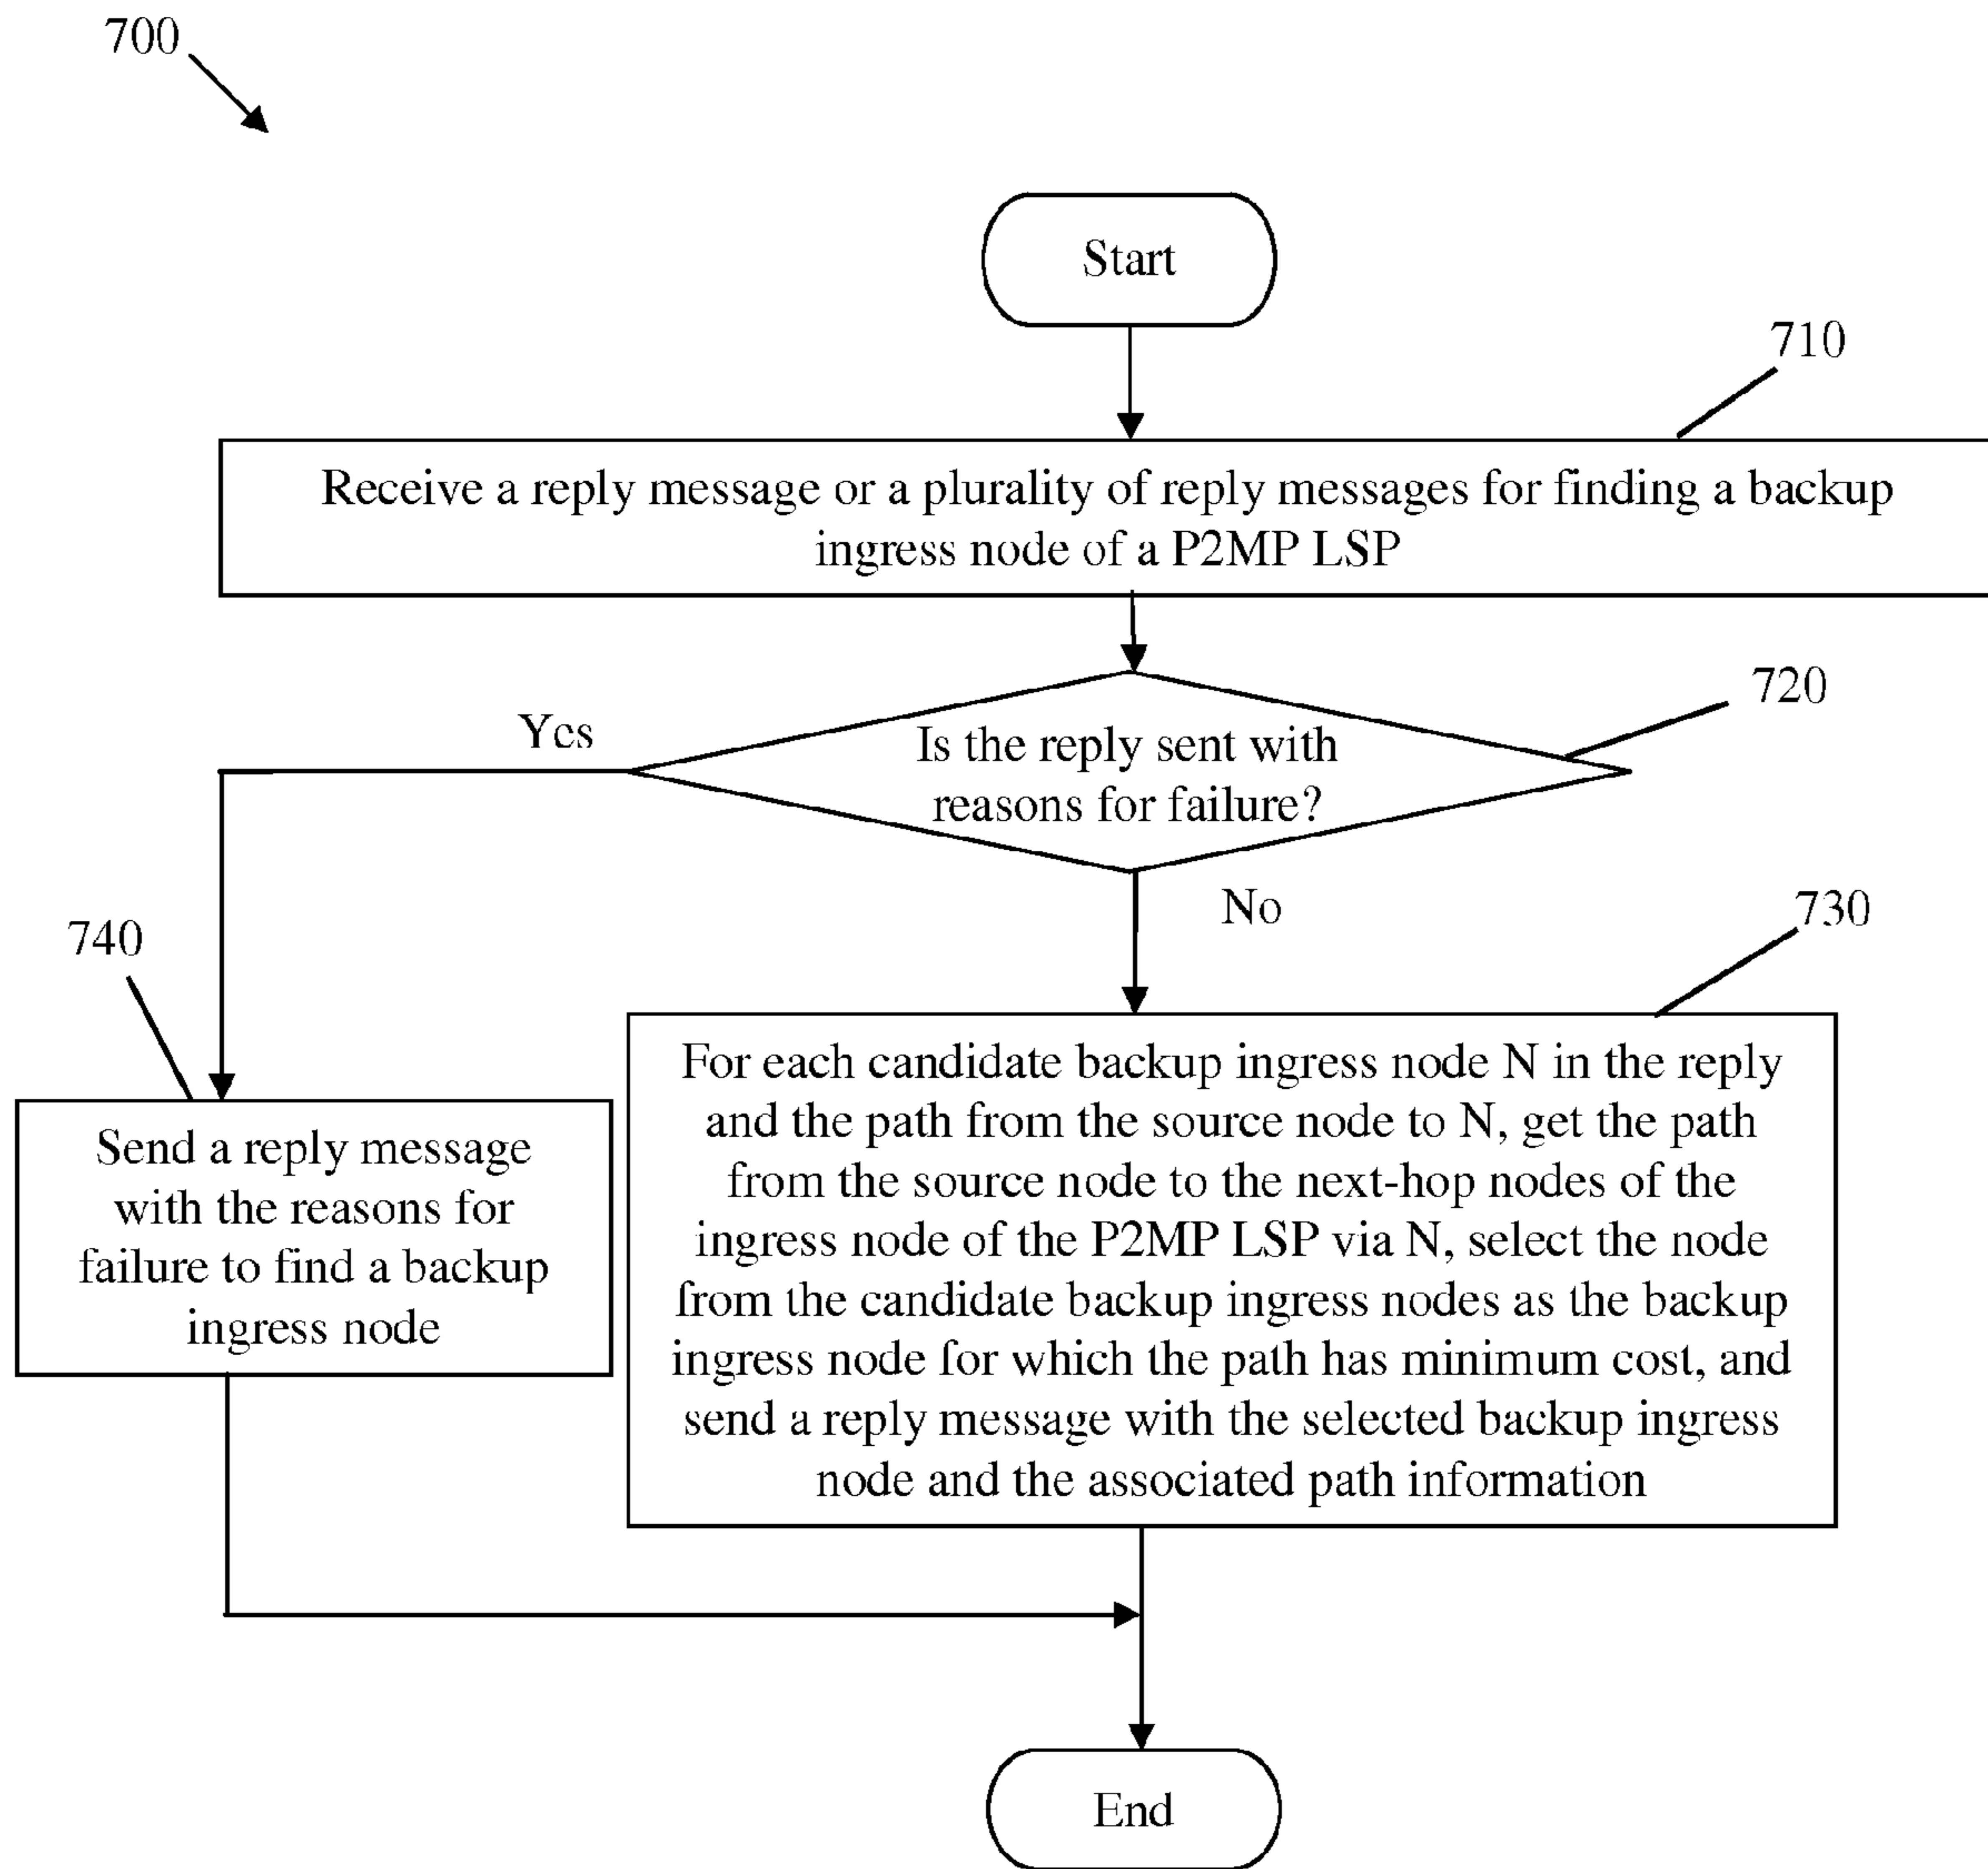 700
Start
710
Receive a reply message or a plurality of reply messages for finding a backup
ingress node of a P2MP LSP
720
Yes
Is the reply sent with
reasons for failure?
No
730
740
For each candidate backup ingress node N in the reply
and the path from the source node to N, get the path
from the source node to the next-hop nodes of the
ingress node of the P2MP LSP via N, select the node
from the candidate backup ingress nodes as the backup
ingress node for which the path has minimum cost, and
send a reply message with the selected backup ingress
node and the associated path information
Send a reply message
with the reasons for
failure to find a backup
ingress node
End